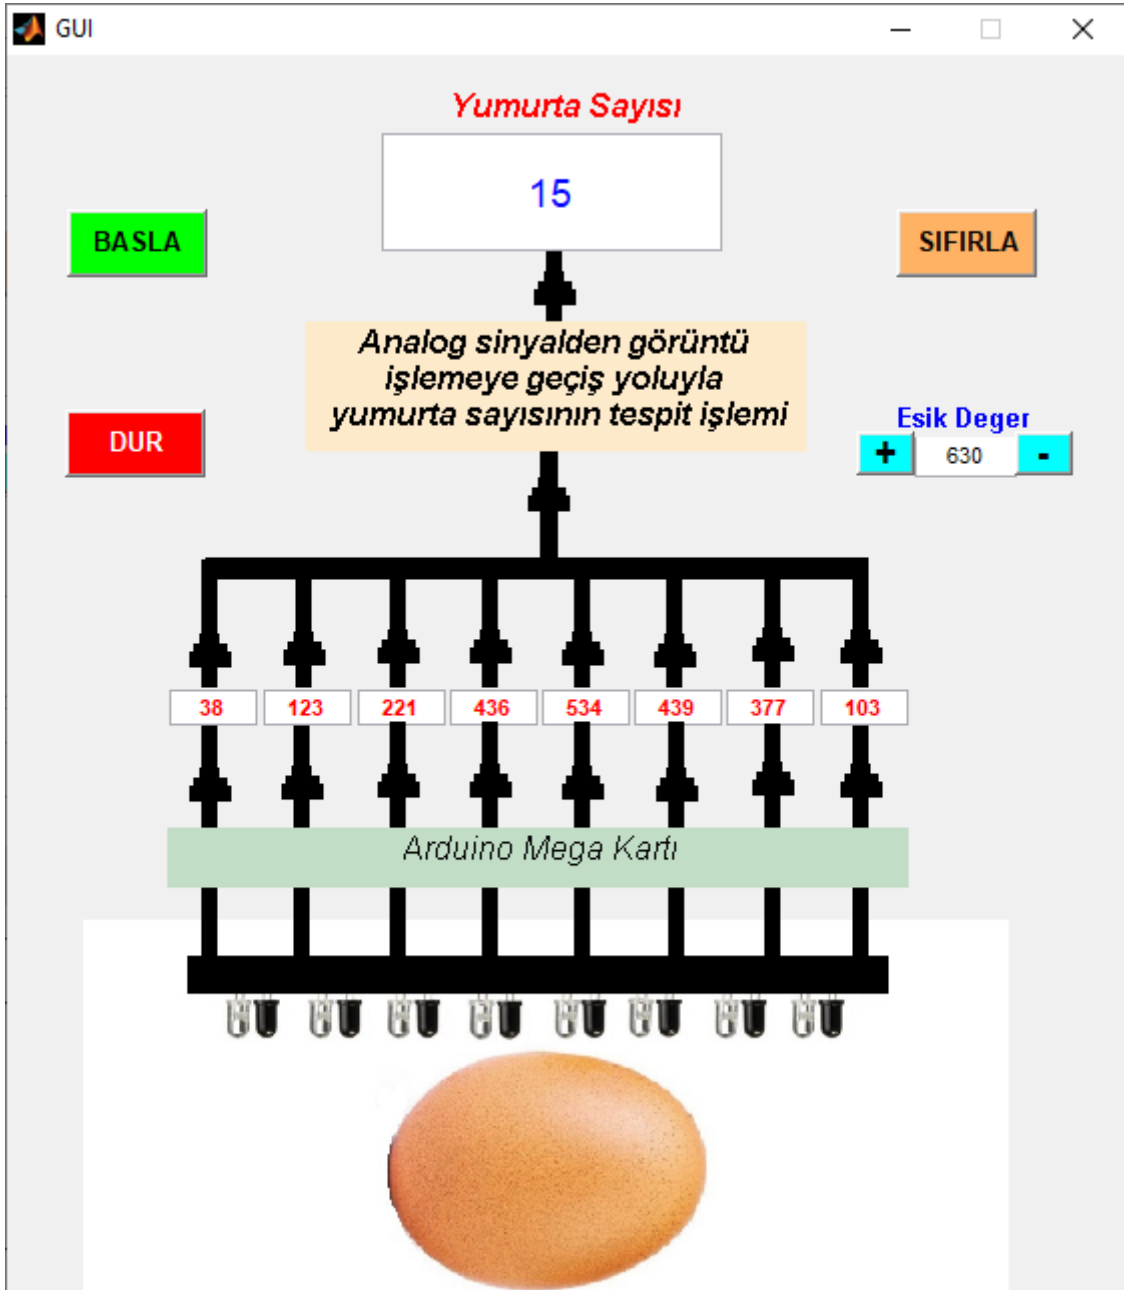 GUI
Yumurta Sayısı
15
BASLA
SIFIRLA
Analog sinyalden görüntü
işlemeye geçiş yoluyla
yumurta sayısının tespit işlemi
DUR
Esik Deger
+ 630 -
38 123 221 436 534 439 377 103
Arduino Mega Kartı